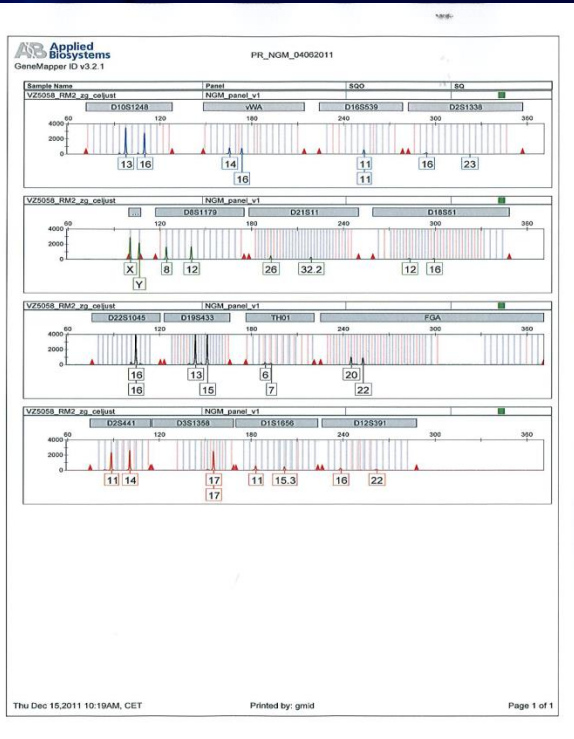 AB Applied Biosystems
GeneMapper ID v3.2.1
PR_NGM_04062011
Sample Name Panel SQO SQ
VZ5058_RM2_zg_celjust NGM_panel_v1
D10S1248 vWA D16S539 D2S1338
60 120 180 240 300 360
4000
2000
0
13 16 14 11 16 23
16 11
VZ5058_RM2_zg_celjust NGM_panel_v1
... D8S1179 D21S11 D18S51
60 120 180 240 300 360
4000
2000
0
X 8 12 26 32.2 12 16
Y
VZ5058_RM2_zg_celjust NGM_panel_v1
D22S1045 D19S433 TH01 FGA
60 120 180 240 300 360
4000
2000
0
16 13 6 20
16 15 7 22
VZ5058_RM2_zg_celjust NGM_panel_v1
D2S441 D3S1358 D1S1656 D12S391
60 120 180 240 300 360
4000
2000
0
11 14 17 11 15.3 16 22
17
Thu Dec 15,2011 10:19AM, CET Printed by: gmid Page 1 of 1